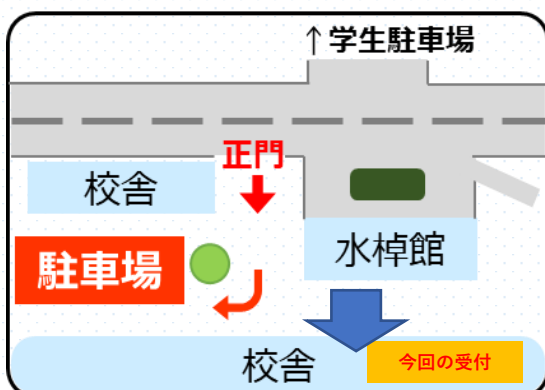 ↑学生駐車場
正門
校舎
水棹館
駐車場
校舎
今回の受付